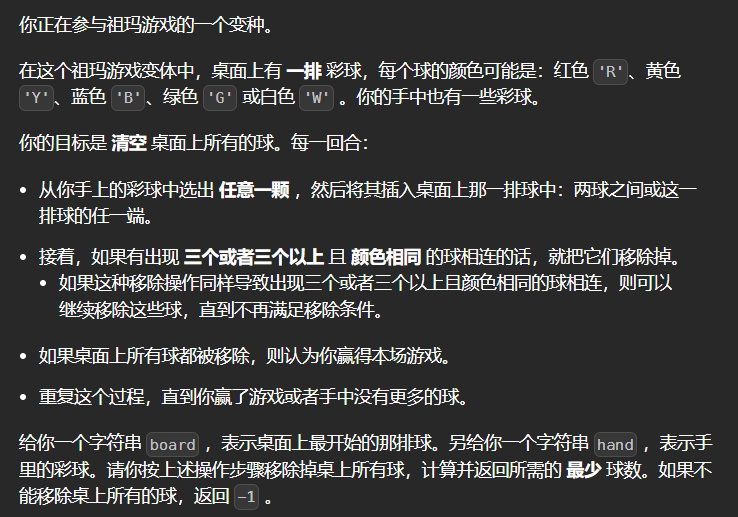 你正在参与祖玛游戏的一个变种。
在这个祖玛游戏变体中，桌面上有 一排 彩球，每个球的颜色可能是：红色 'R'、黄色
'Y'、蓝色 'B'、绿色 'G' 或白色 'W' 。你的手中也有一些彩球。
你的目标是 清空 桌面上所有的球。每一回合：
• 从你手上的彩球中选出 任意一颗 ，然后将其插入桌面上那一排球中：两球之间或这一
排球的任一端。
• 接着，如果有出现 三个或者三个以上 且 颜色相同 的球相连的话，就把它们移除掉。
• 如果这种移除操作同样导致出现三个或者三个以上且颜色相同的球相连，则可以
继续移除这些球，直到不再满足移除条件。
• 如果桌面上所有球都被移除，则认为你赢得本场游戏。
• 重复这个过程，直到你赢了游戏或者手中没有更多的球。
给你一个字符串 board ，表示桌面上最开始的那排球。另给你一个字符串 hand ，表示手
里的彩球。请你按上述操作步骤移除掉桌上所有球，计算并返回所需的 最少 球数。如果不
能移除桌上所有的球，返回 -1 。